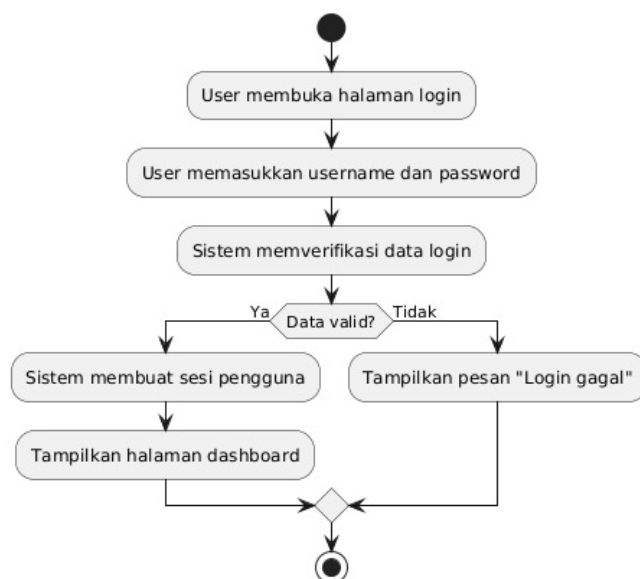 User membuka halaman login
User memasukkan username dan password
Sistem memverifikasi data login
Ya
Data valid?
Tidak
Sistem membuat sesi pengguna
Tampilkan pesan "Login gagal"
Tampilkan halaman dashboard